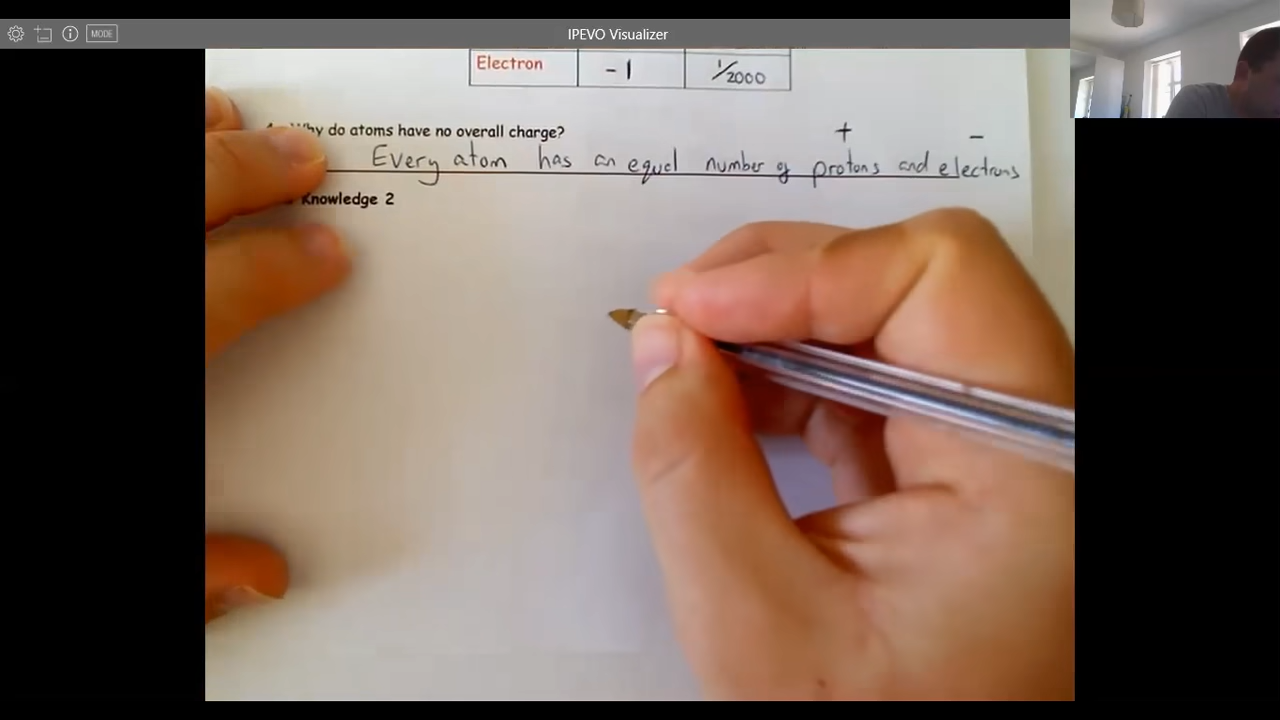 MODE
IPEVO Visualizer
Electron -1 1/2000
Why do atoms have no overall charge?
+ -
Every atom has an equal number of protons and electrons
Knowledge 2